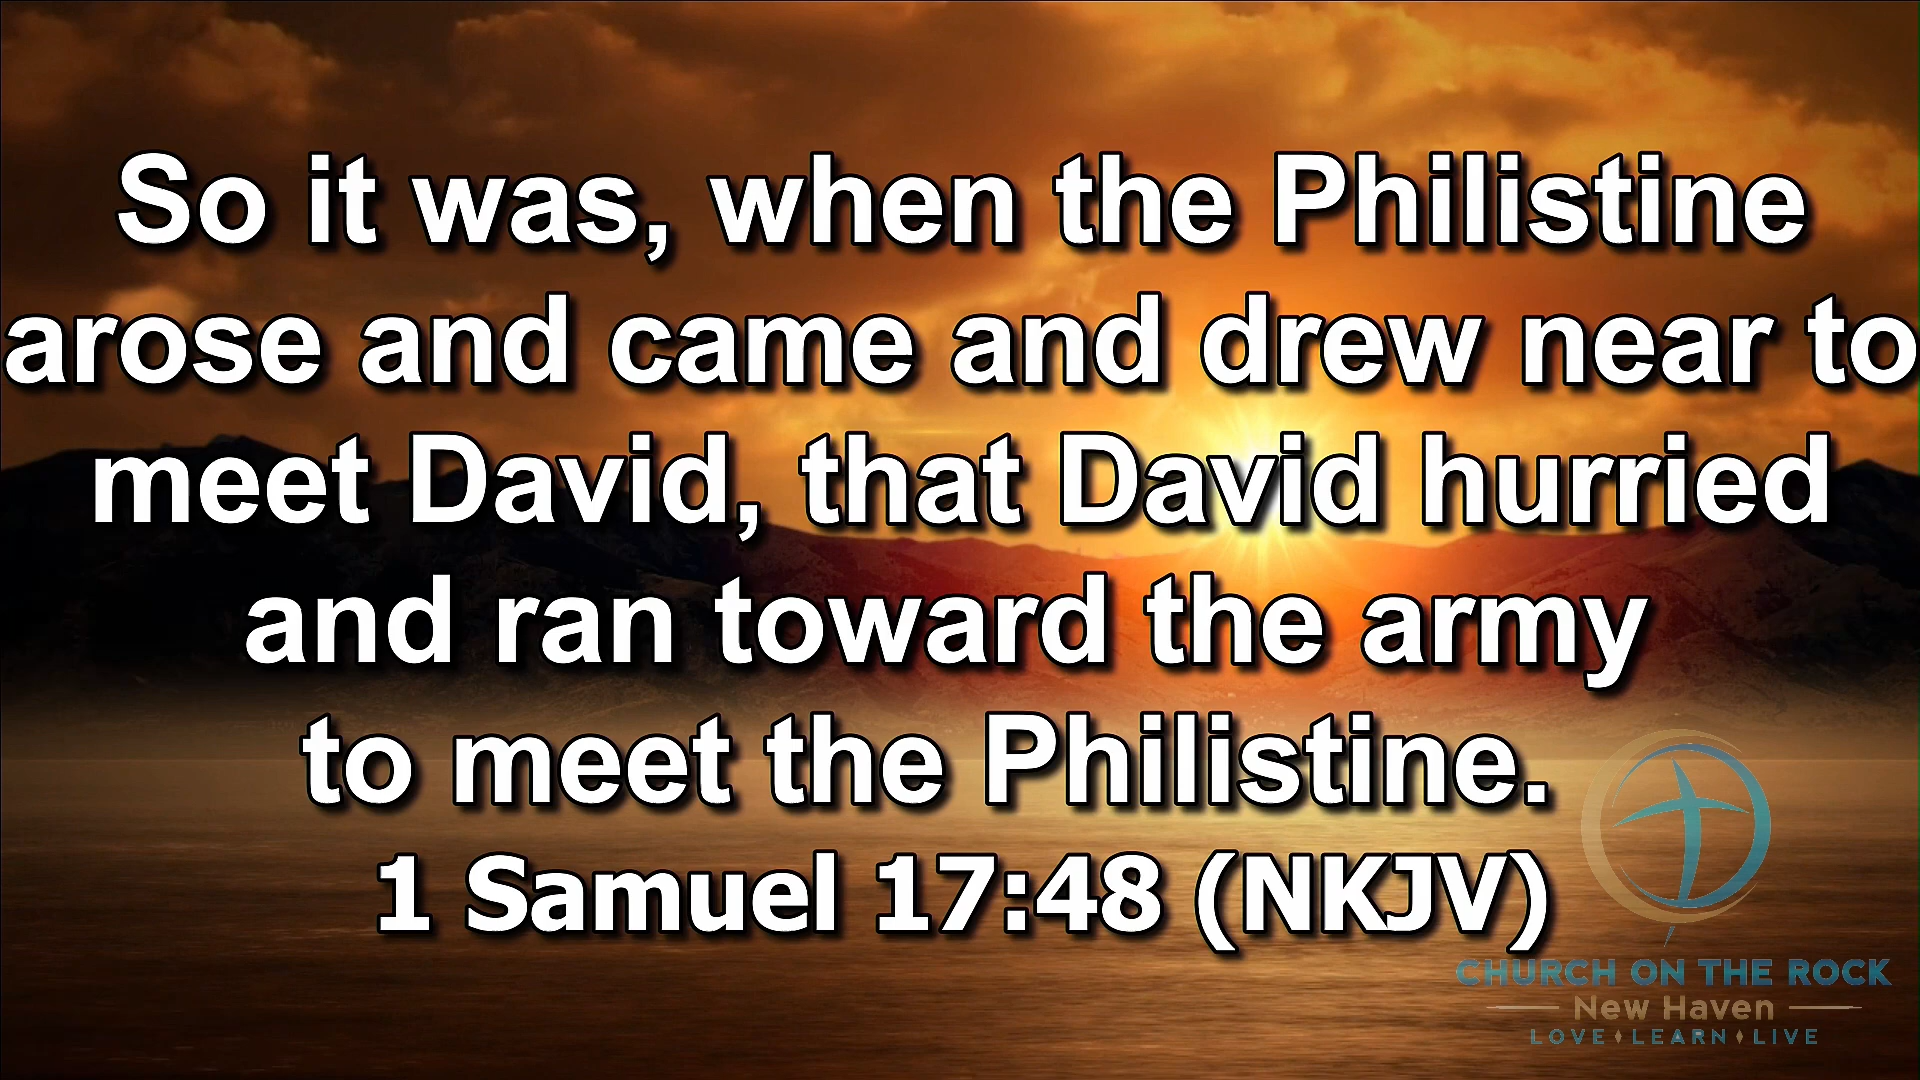 So it was, when the Philistine
arose and came and drew near to
meet David, that David hurried
and ran toward the army
to meet the Philistine.
1 Samuel 17:48 (NKJV)
CHURCH ON THE ROCK
New Haven
LOVE LEARN LIVE